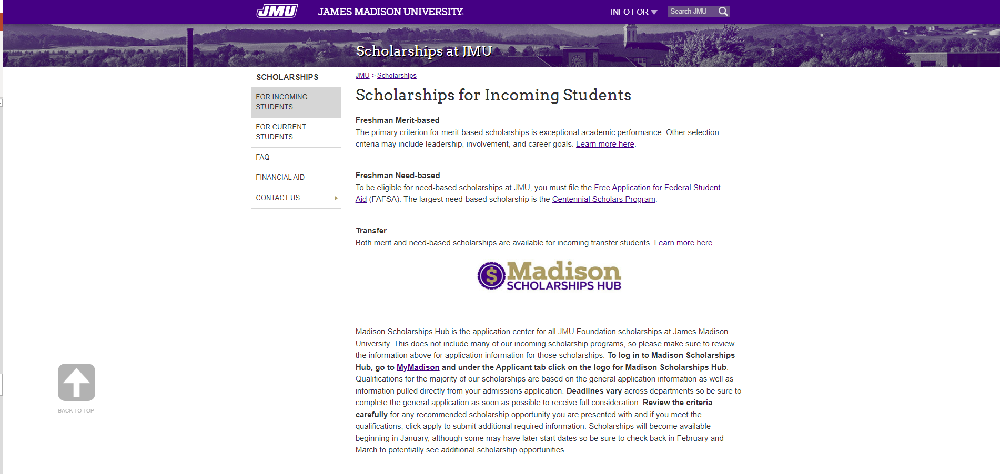 JMU JAMES MADISON UNIVERSITY.
INFO FOR
Search JMU
Scholarships at JMU
SCHOLARSHIPS
FOR INCOMING
STUDENTS
FOR CURRENT
STUDENTS
FAQ
FINANCIAL AID
CONTACT US
JMU > Scholarships
Scholarships for Incoming Students
Freshman Merit-based
The primary criterion for merit-based scholarships is exceptional academic performance. Other selection
criteria may include leadership, involvement, and career goals. Learn more here.
Freshman Need-based
To be eligible for need-based scholarships at JMU, you must file the Free Application for Federal Student
Aid (FAFSA). The largest need-based scholarship is the Centennial Scholars Program.
Transfer
Both merit and need-based scholarships are available for incoming transfer students. Learn more here.
$ Madison
SCHOLARSHIPS HUB
Madison Scholarships Hub is the application center for all JMU Foundation scholarships at James Madison
University. This does not include many of our incoming scholarship programs, so please make sure to review
the information above for application information for those scholarships. To log in to Madison Scholarships
Hub, go to MyMadison and under the Applicant tab click on the logo for Madison Scholarships Hub.
Qualifications for the majority of our scholarships are based on the general application information as well as
information pulled directly from your admissions application. Deadlines vary across departments so be sure to
complete the general application as soon as possible to receive full consideration. Review the criteria
carefully for any recommended scholarship opportunity you are presented with and if you meet the
qualifications, click apply to submit additional required information. Scholarships will become available
beginning in January, although some may have later start dates so be sure to check back in February and
March to potentially see additional scholarship opportunities.
BACK TO TOP